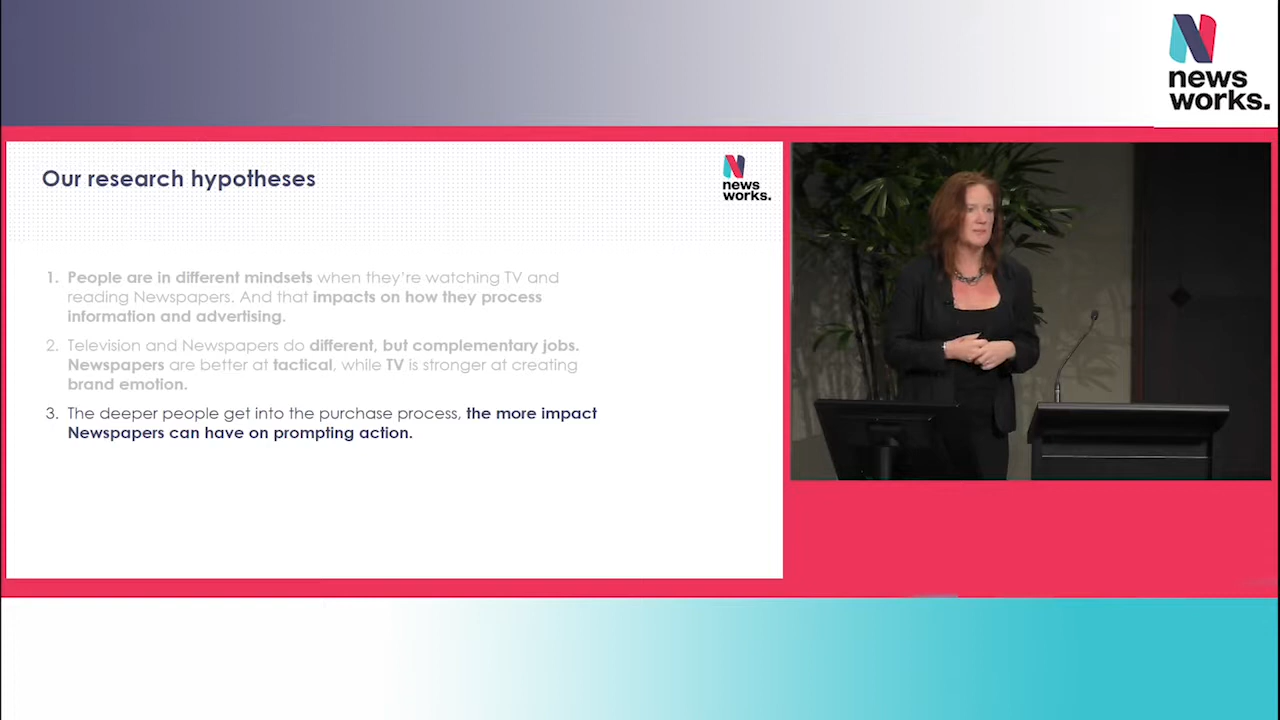 news
works.
Our research hypotheses
news
works.
1. People are in different mindsets when they're watching TV and
reading Newspapers. And that impacts on how they process
information and advertising.
2. Television and Newspapers do different, but complementary jobs.
Newspapers are better at tactical, while TV is stronger at creating
brand emotion.
3. The deeper people get into the purchase process, the more impact
Newspapers can have on prompting action.